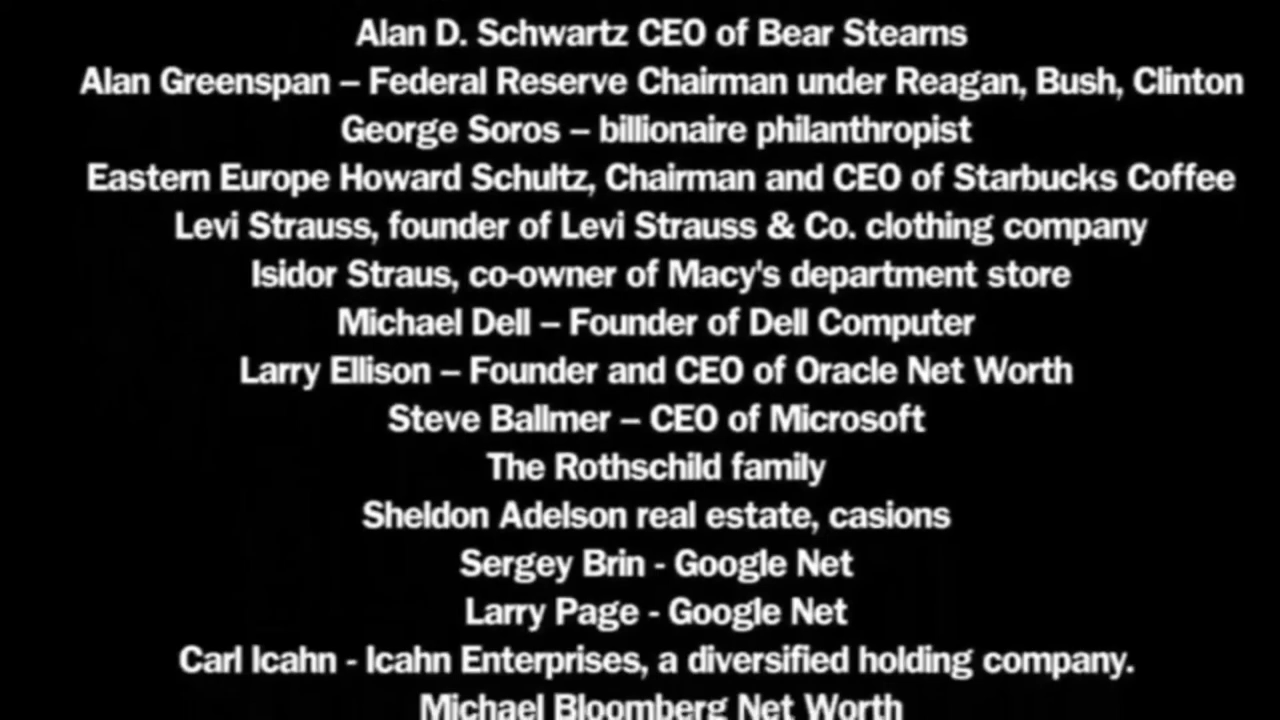 Alan D. Schwartz CEO of Bear Stearns
Alan Greenspan – Federal Reserve Chairman under Reagan, Bush, Clinton
George Soros – billionaire philanthropist
Eastern Europe Howard Schultz, Chairman and CEO of Starbucks Coffee
Levi Strauss, founder of Levi Strauss & Co. clothing company
Isidor Straus, co-owner of Macy's department store
Michael Dell – Founder of Dell Computer
Larry Ellison – Founder and CEO of Oracle Net Worth
Steve Ballmer – CEO of Microsoft
The Rothschild family
Sheldon Adelson real estate, casions
Sergey Brin - Google Net
Larry Page - Google Net
Carl Icahn - Icahn Enterprises, a diversified holding company.
Michael Bloomberg Net Worth